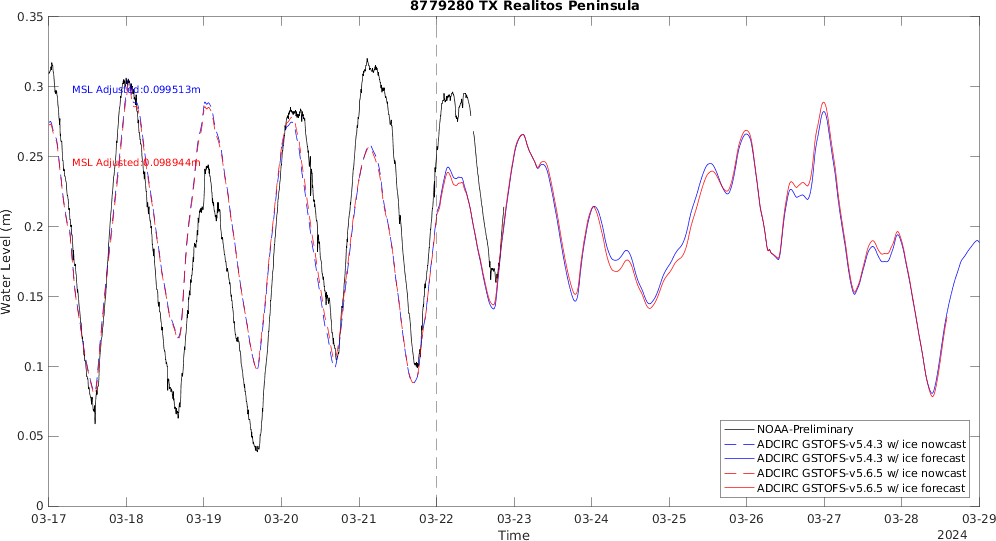 8779280 TX Realitos Peninsula
0.35
0.3
0.25
0.2
0.15
0.1
0.05
0
Water Level (m)
MSL Adjusted:0.099513m
MSL Adjusted:0.098944m
NOAA-Preliminary
ADCIRC GSTOFS-v5.4.3 w/ ice nowcast
ADCIRC GSTOFS-v5.4.3 w/ ice forecast
ADCIRC GSTOFS-v5.6.5 w/ ice nowcast
ADCIRC GSTOFS-v5.6.5 w/ ice forecast
03-17 03-18 03-19 03-20 03-21 03-22 03-23 03-24 03-25 03-26 03-27 03-28 03-29
Time
2024